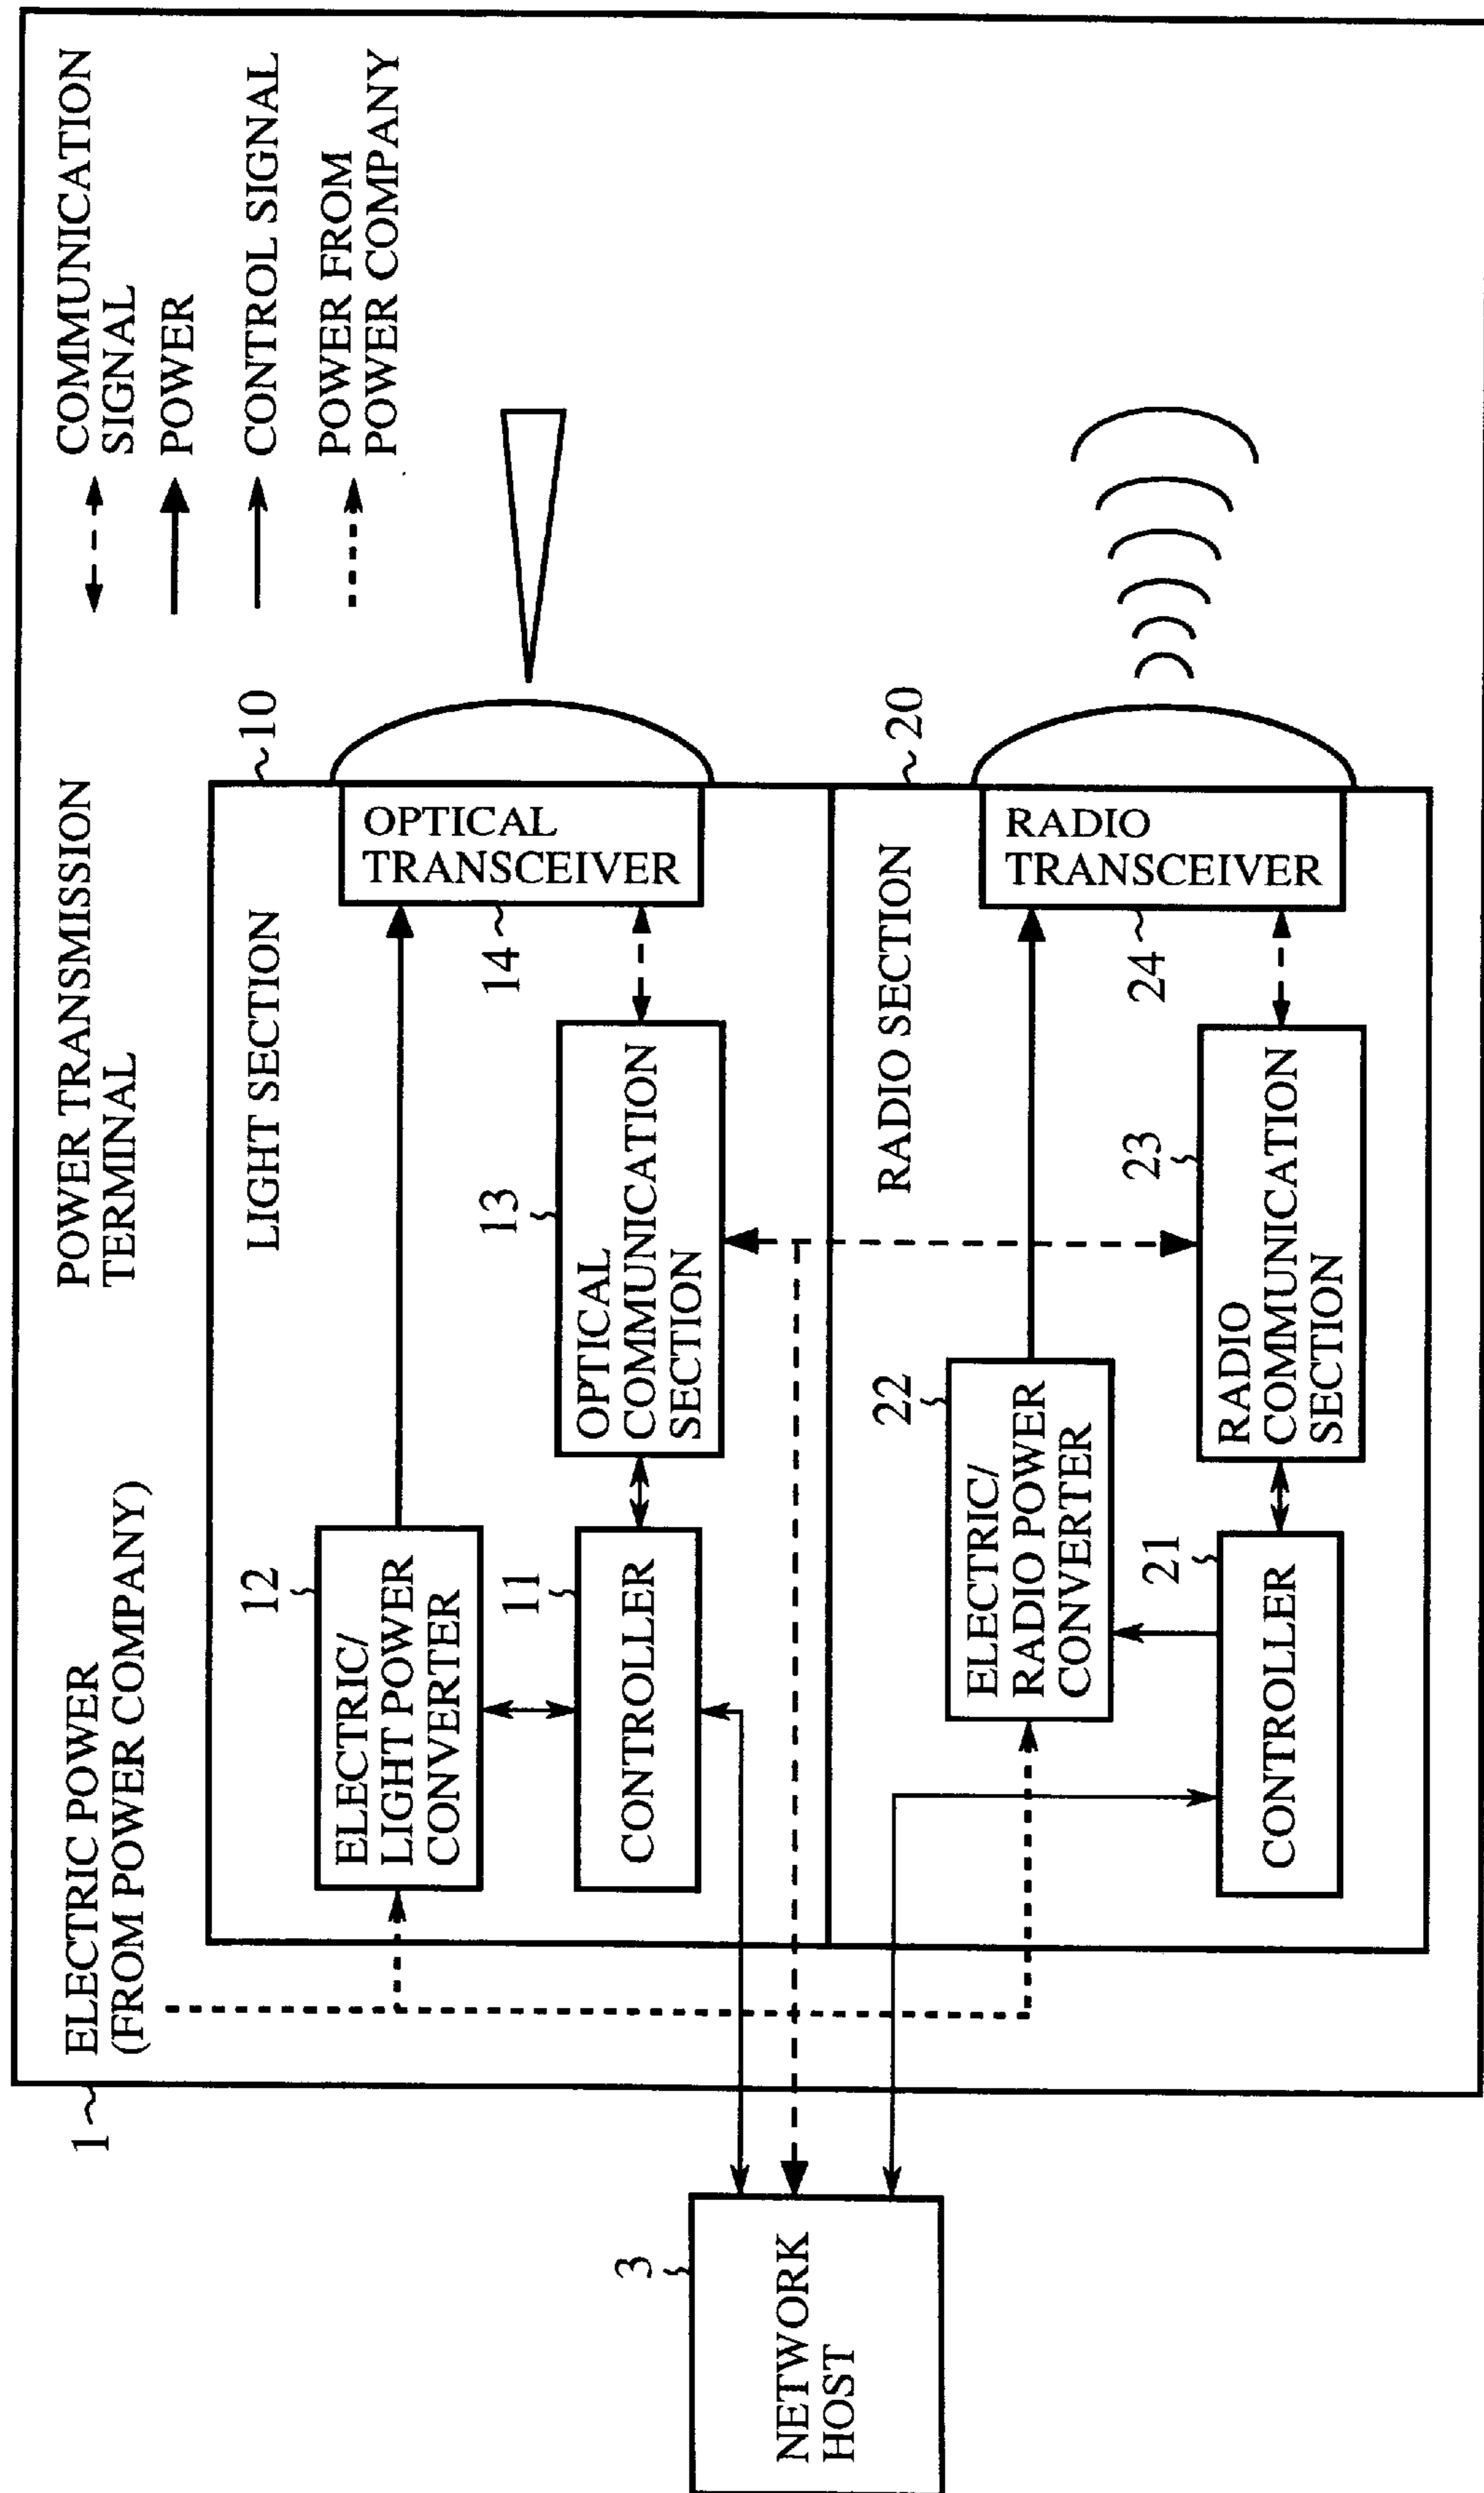 1
ELECTRIC POWER
(FROM POWER COMPANY)
POWER TRANSMISSION
TERMINAL
COMMUNICATION
SIGNAL
POWER
CONTROL SIGNAL
POWER FROM
POWER COMPANY
LIGHT SECTION
10
12
ELECTRIC/
LIGHT POWER
CONVERTER
OPTICAL
TRANSCEIVER
14
11
CONTROLLER
13
OPTICAL
COMMUNICATION
SECTION
3
NETWORK
HOST
RADIO SECTION
20
22
ELECTRIC/
RADIO POWER
CONVERTER
RADIO
TRANSCEIVER
24
21
CONTROLLER
23
RADIO
COMMUNICATION
SECTION